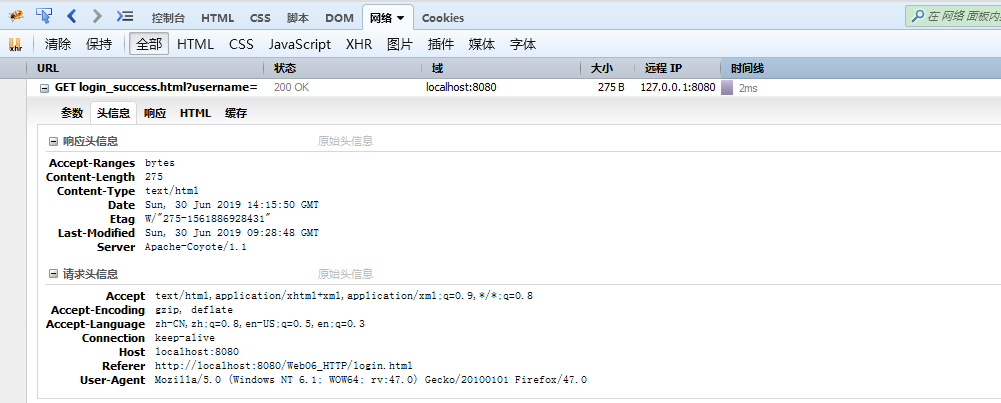 控制台 HTML CSS 脚本 DOM 网络 Cookies 在 网络 面板内
xhr 清除 保持 全部 HTML CSS JavaScript XHR 图片 插件 媒体 字体
URL 状态 域 大小 远程 IP 时间线
GET login_success.html?username= 200 OK localhost:8080 275 B 127.0.0.1:8080 2ms
参数 头信息 响应 HTML 缓存
响应头信息 原始头信息
Accept-Ranges bytes
Content-Length 275
Content-Type text/html
Date Sun, 30 Jun 2019 14:15:50 GMT
Etag W/"275-1561886928431"
Last-Modified Sun, 30 Jun 2019 09:28:48 GMT
Server Apache-Coyote/1.1
请求头信息 原始头信息
Accept text/html,application/xhtml+xml,application/xml;q=0.9,*/*;q=0.8
Accept-Encoding gzip, deflate
Accept-Language zh-CN,zh;q=0.8,en-US;q=0.5,en;q=0.3
Connection keep-alive
Host localhost:8080
Referer http://localhost:8080/Web06_HTTP/login.html
User-Agent Mozilla/5.0 (Windows NT 6.1; WOW64; rv:47.0) Gecko/20100101 Firefox/47.0